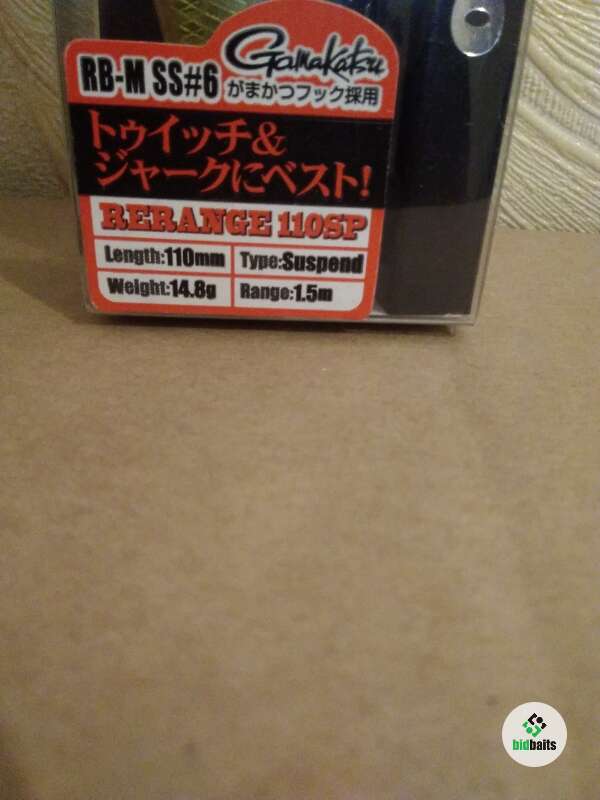 Gamakatsu
RB-M SS#6
がまかつフック採用
トゥイッチ&
ジャークにベスト!
RERANGE 110SP
Length:110mm Type:Suspend
Weight:14.8g Range:1.5m
bidbaits